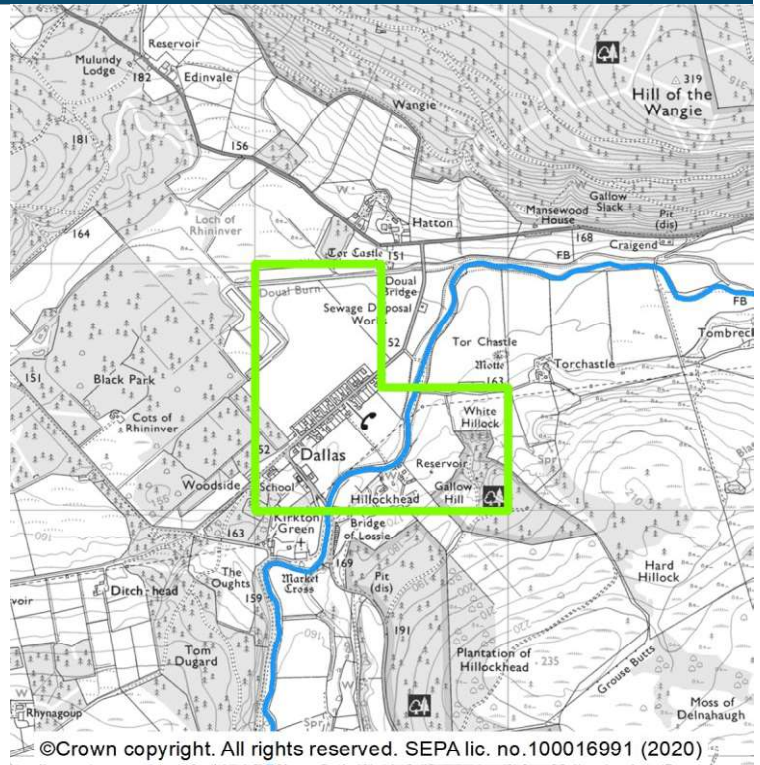 Reservoir
Mulundy
Lodge
182
Edinvale
319
Hill of the
Wangie
Wangie
181
156
Gallow
Slack
Pit
(dis)
Mansewood
House
Hatton
Loch of
Rhininver
164
Tor Castle
151
168
Craigend
FB
Doual Burn
Doual
Bridge
FB
Sewage Disposal
Works
52
Tor Chastle
Motte
Torchastle
151
Black Park
163
Cots of
Rhininver
White
Hillock
Spr
52
Dallas
Reservoir
W
Woodside
School
Hillockhead
Gallow
Hill
210
163
Kirkton
Green
Bridge
of Lossie
The
Oughts
Market
Cross
169
Pit
(dis)
Hard
Hillock
Ditch-head
159
160
191
220
Tom
Dugard
Plantation of
Hillockhead
235
Grouse Butts
W
Rhynagoup
Spr
Moss of
Delnahaugh
©Crown copyright. All rights reserved. SEPA lic. no.100016991 (2020)